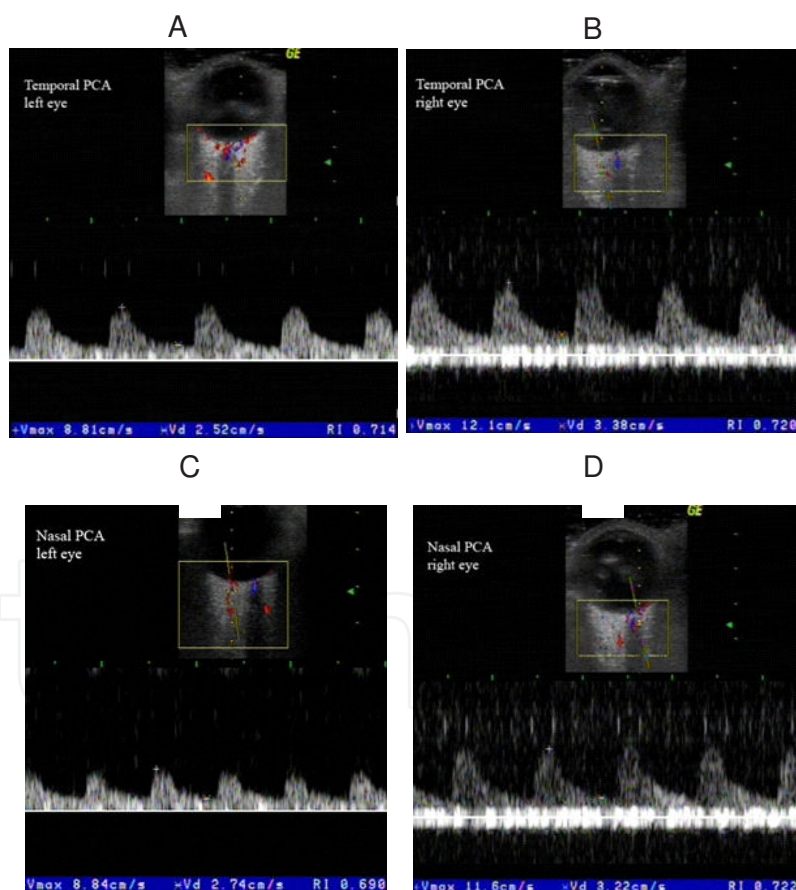 A
GE
Temporal PCA
left eye
+Vmax 8.81cm/s ×Vd 2.52cm/s RI 0.714
B
Temporal PCA
right eye
+Vmax 12.1cm/s ×Vd 3.38cm/s RI 0.720
C
Nasal PCA
left eye
Vmax 8.84cm/s ×Vd 2.74cm/s RI 0.690
D
GE
Nasal PCA
right eye
+Vmax 11.6cm/s ×Vd 3.22cm/s RI 0.722